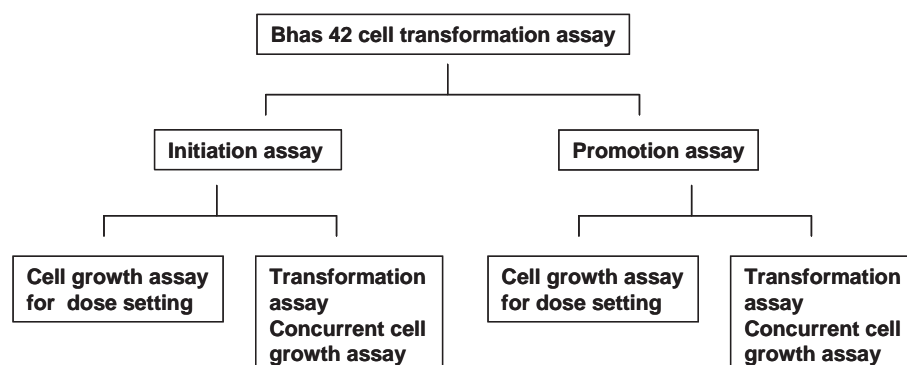 Bhas 42 cell transformation assay
Initiation assay
Promotion assay
Cell growth assay
for dose setting
Transformation
assay
Concurrent cell
growth assay
Cell growth assay
for dose setting
Transformation
assay
Concurrent cell
growth assay